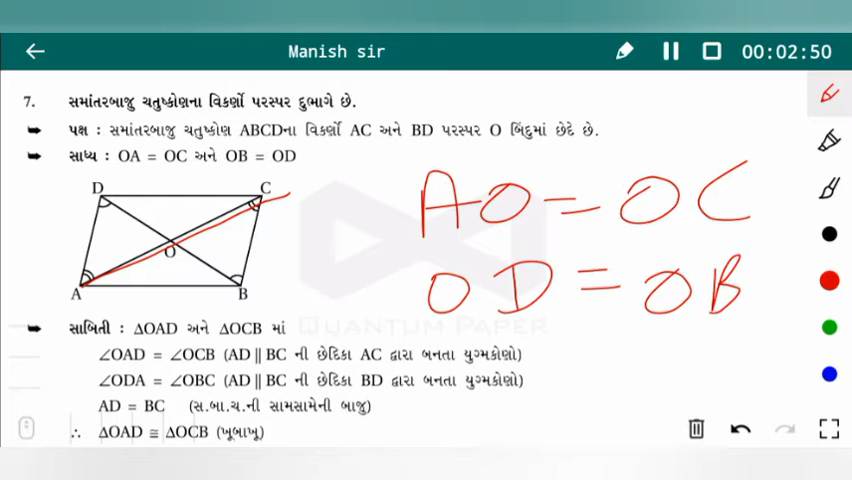 Manish sir
00:02:50
7. સમાંતરબાજુ ચતુષ્કોણના વિકર્ણો પરસ્પર દુભાગે છે.
➡ પક્ષ : સમાંતરબાજુ ચતુષ્કોણ ABCDના વિકર્ણો AC અને BD પરસ્પર O બિંદુમાં છેદે છે.
➡ સાધ્ય : OA = OC અને OB = OD
D C
O
A B
AO = OC
OD = OB
QUANTUM PAPER
➡ સાબિતી : ΔOAD અને ΔOCB માં
∠OAD = ∠OCB (AD || BC ની છેદિકા AC દ્વારા બનતા યુગ્મકોણો)
∠ODA = ∠OBC (AD || BC ની છેદિકા BD દ્વારા બનતા યુગ્મકોણો)
AD = BC (સ.બા.ચ.ની સામસામેની બાજુ)
∴ ΔOAD ≅ ΔOCB (ખૂબાખૂ)